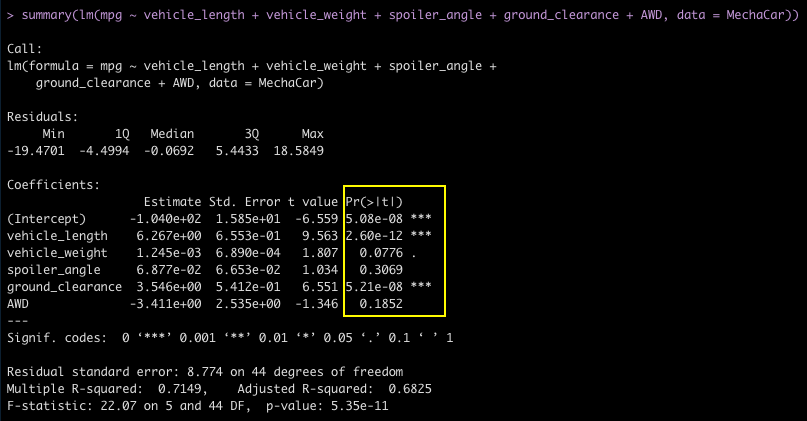 > summary(lm(mpg ~ vehicle_length + vehicle_weight + spoiler_angle + ground_clearance + AWD, data = MechaCar))
Call:
lm(formula = mpg ~ vehicle_length + vehicle_weight + spoiler_angle +
    ground_clearance + AWD, data = MechaCar)
Residuals:
     Min       1Q   Median       3Q      Max
-19.4701  -4.4994  -0.0692   5.4433  18.5849
Coefficients:
                   Estimate Std. Error t value Pr(>|t|)
(Intercept)      -1.040e+02  1.585e+01  -6.559 5.08e-08 ***
vehicle_length    6.267e+00  6.553e-01   9.563 2.60e-12 ***
vehicle_weight    1.245e-03  6.890e-04   1.807   0.0776 .
spoiler_angle     6.877e-02  6.653e-02   1.034   0.3069
ground_clearance  3.546e+00  5.412e-01   6.551 5.21e-08 ***
AWD              -3.411e+00  2.535e+00  -1.346   0.1852
---
Signif. codes:  0 ‘***’ 0.001 ‘**’ 0.01 ‘*’ 0.05 ‘.’ 0.1 ‘ ’ 1
Residual standard error: 8.774 on 44 degrees of freedom
Multiple R-squared:  0.7149,    Adjusted R-squared:  0.6825
F-statistic: 22.07 on 5 and 44 DF,  p-value: 5.35e-11